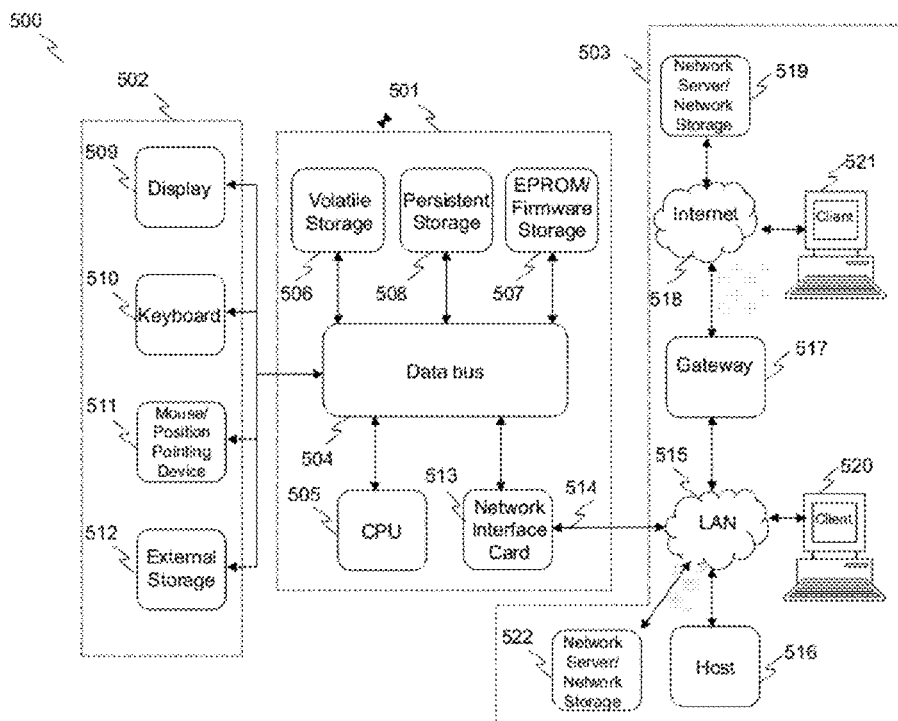 500
502
509
Display
510
Keyboard
511
Mouse/
Position
Pointing
Device
512
External
Storage
501
Volatile
Storage
506
Persistent
Storage
508
EPROM/
Firmware
Storage
507
Data bus
504
505
CPU
513
Network
Interface
Card
514
503
Network
Server/
Network
Storage
519
521
Client
Internet
518
Gateway
517
515
LAN
520
Client
522
Network
Server/
Network
Storage
Host
516